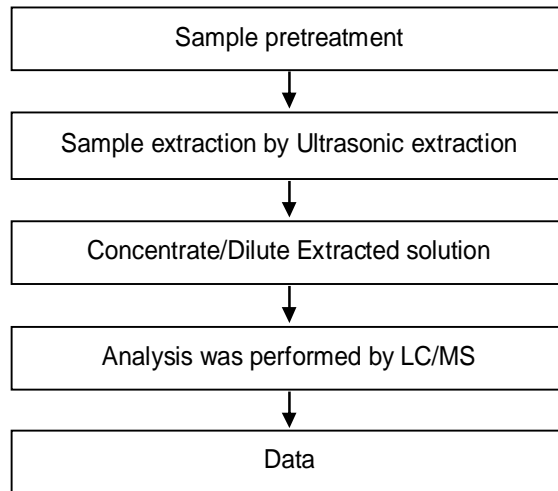 Sample pretreatment
Sample extraction by Ultrasonic extraction
Concentrate/Dilute Extracted solution
Analysis was performed by LC/MS
Data